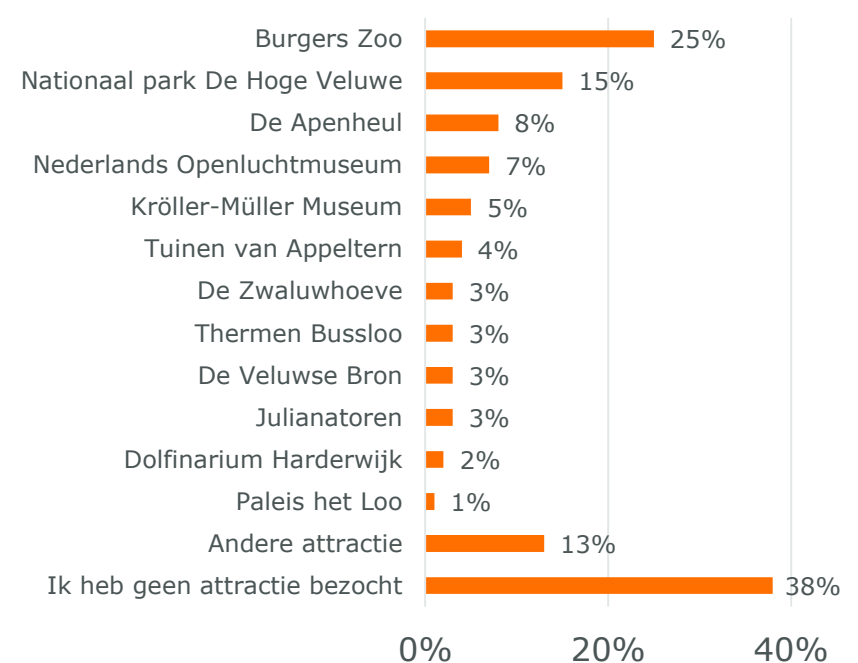 Burgers Zoo 25%
Nationaal park De Hoge Veluwe 15%
De Apenheul 8%
Nederlands Openluchtmuseum 7%
Kröller-Müller Museum 5%
Tuinen van Appeltern 4%
De Zwaluwhoeve 3%
Thermen Bussloo 3%
De Veluwse Bron 3%
Julianatoren 3%
Dolfinarium Harderwijk 2%
Paleis het Loo 1%
Andere attractie 13%
Ik heb geen attractie bezocht 38%
0% 20% 40%